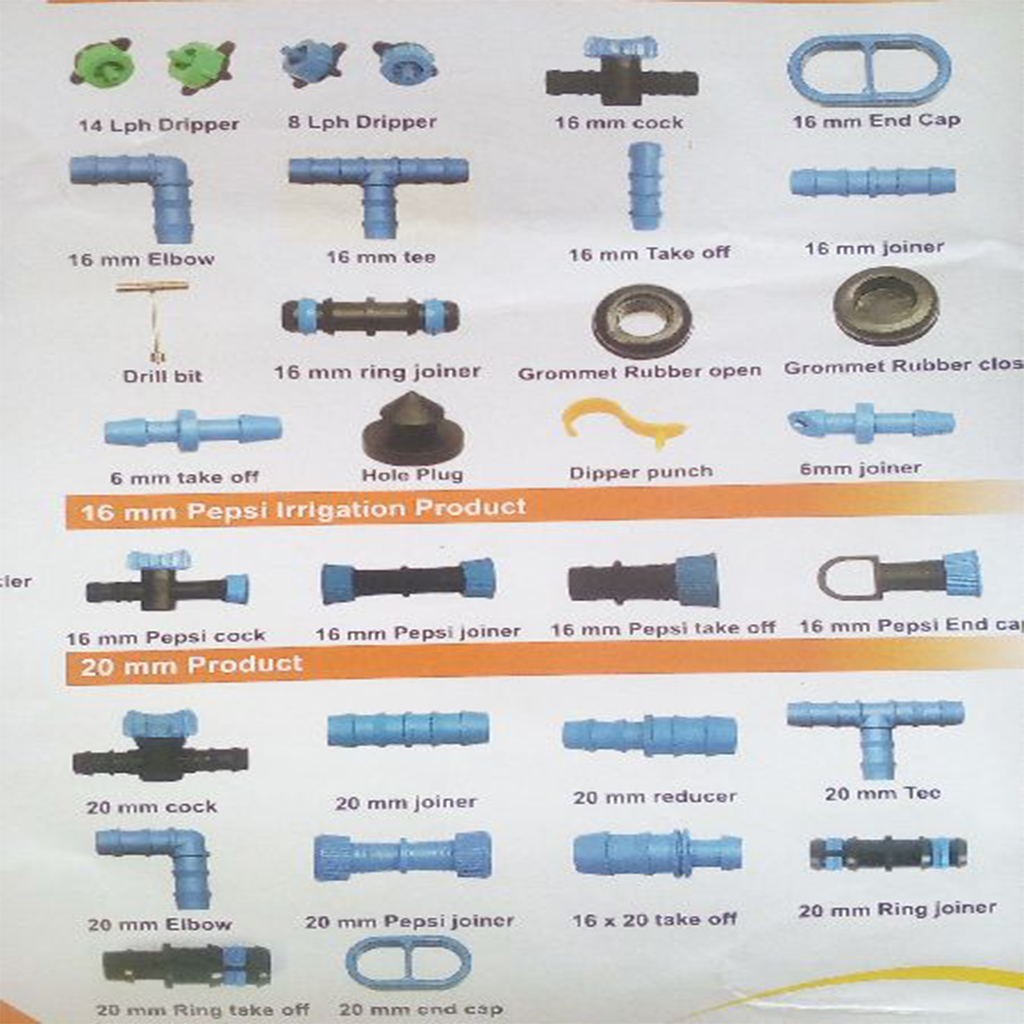 14 Lph Dripper 8 Lph Dripper 16 mm cock 16 mm End Cap
16 mm Elbow 16 mm tee 16 mm Take off 16 mm joiner
Drill bit 16 mm ring joiner Grommet Rubber open Grommet Rubber clos
6 mm take off Hole Plug Dipper punch 6mm joiner
16 mm Pepsi Irrigation Product
16 mm Pepsi cock 16 mm Pepsi joiner 16 mm Pepsi take off 16 mm Pepsi End cap
20 mm Product
20 mm cock 20 mm joiner 20 mm reducer 20 mm Tee
20 mm Elbow 20 mm Pepsi joiner 16 x 20 take off 20 mm Ring joiner
20 mm Ring take off 20 mm end cap